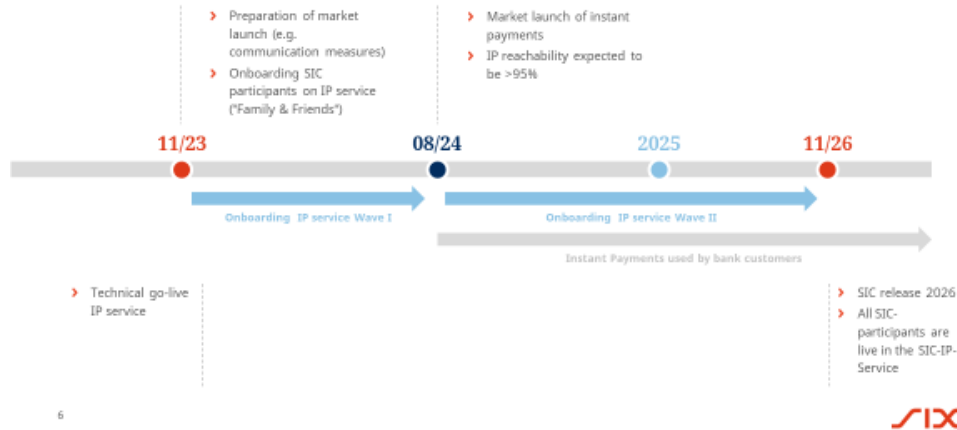 Preparation of market
launch (e.g.
communication measures)
Onboarding SIC
participants on IP service
("Family & Friends")
Market launch of instant
payments
IP reachability expected to
be >95%
11/23
08/24
2025
11/26
Onboarding IP service Wave I
Onboarding IP service Wave II
Instant Payments used by bank customers
Technical go-live
IP service
SIC release 2026
All SIC-
participants are
live in the SIC-IP-
Service
6
SIX